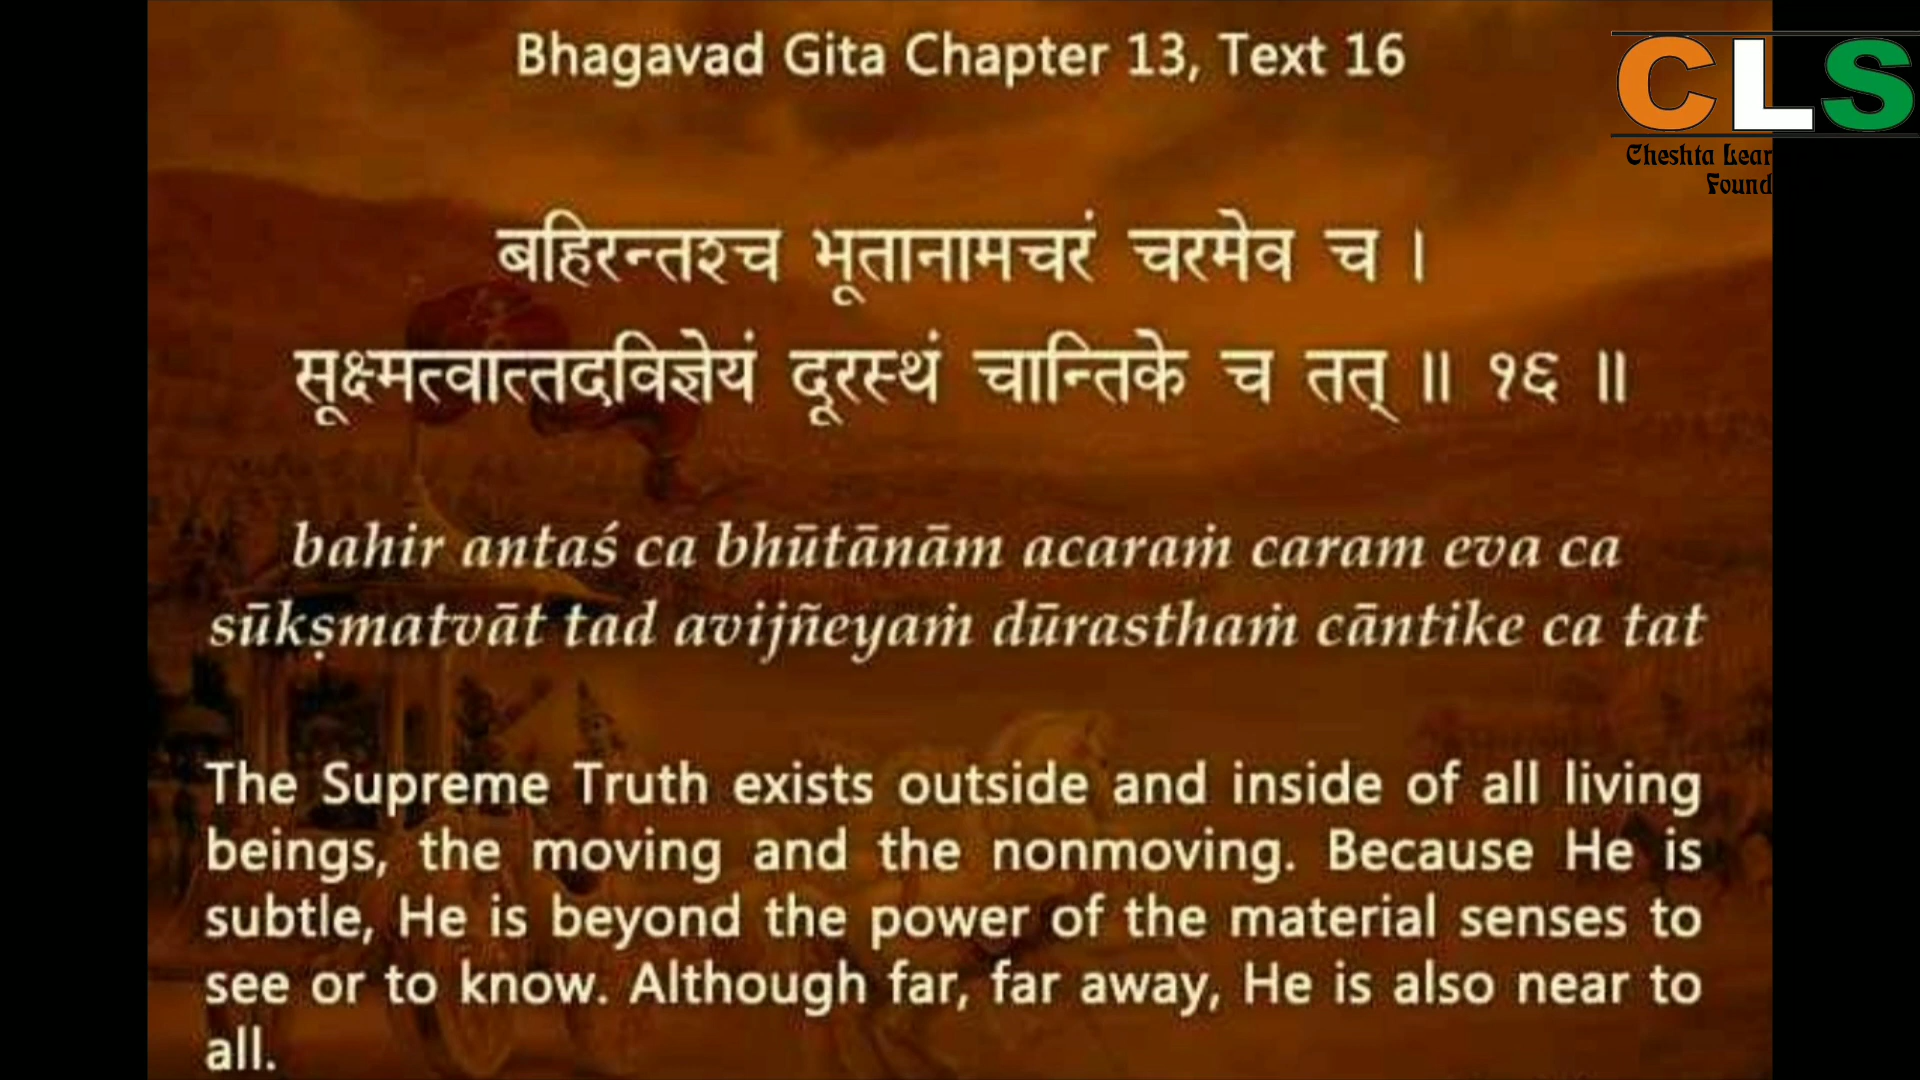 Bhagavad Gita Chapter 13, Text 16
CLS
Cheshta Lear
Found
बहिरन्तश्च भूतानामचरं चरमेव च ।
सूक्ष्मत्वात्तदविज्ञेयं दूरस्थं चान्तिके च तत् ॥ १६ ॥
bahir antaś ca bhūtānām acaraṁ caram eva ca
sūkṣmatvāt tad avijñeyaṁ dūrasthaṁ cāntike ca tat
The Supreme Truth exists outside and inside of all living
beings, the moving and the nonmoving. Because He is
subtle, He is beyond the power of the material senses to
see or to know. Although far, far away, He is also near to
all.